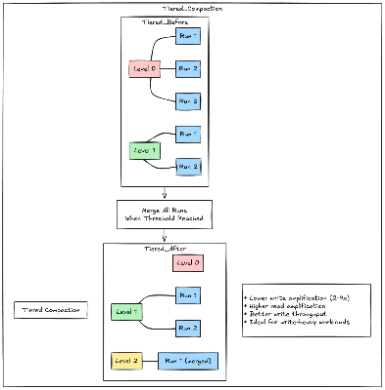 Tiered_Compaction
Tiered_Before
Run 1
Level 0
Run 2
Run 3
Run 1
Level 1
Run 2
Merge All Runs
When Threshold Reached
Tiered_After
Level 0
Run 1
Level 1
Run 2
Level 2
Run 1 (merged)
Tiered Compaction
• Lower write amplification (2-4x)
• Higher read amplification
• Better write throughput
• Ideal for write-heavy workloads